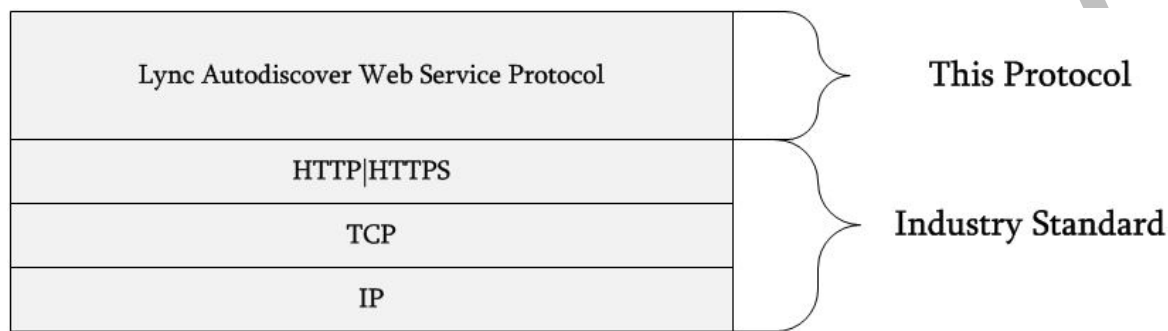 Lync Autodiscover Web Service Protocol
This Protocol
HTTP|HTTPS
TCP
Industry Standard
IP